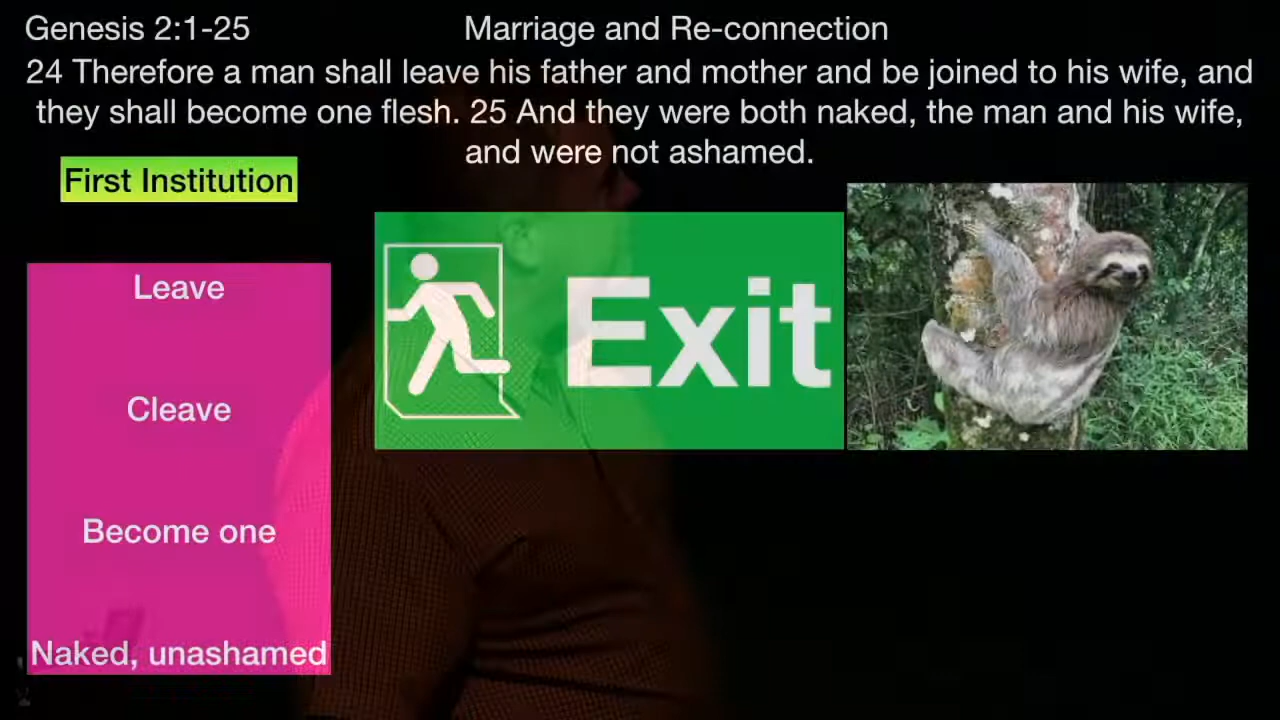 Genesis 2:1-25
Marriage and Re-connection
24 Therefore a man shall leave his father and mother and be joined to his wife, and
they shall become one flesh. 25 And they were both naked, the man and his wife,
and were not ashamed.
First Institution
Leave
Cleave
Become one
Naked, unashamed
Exit